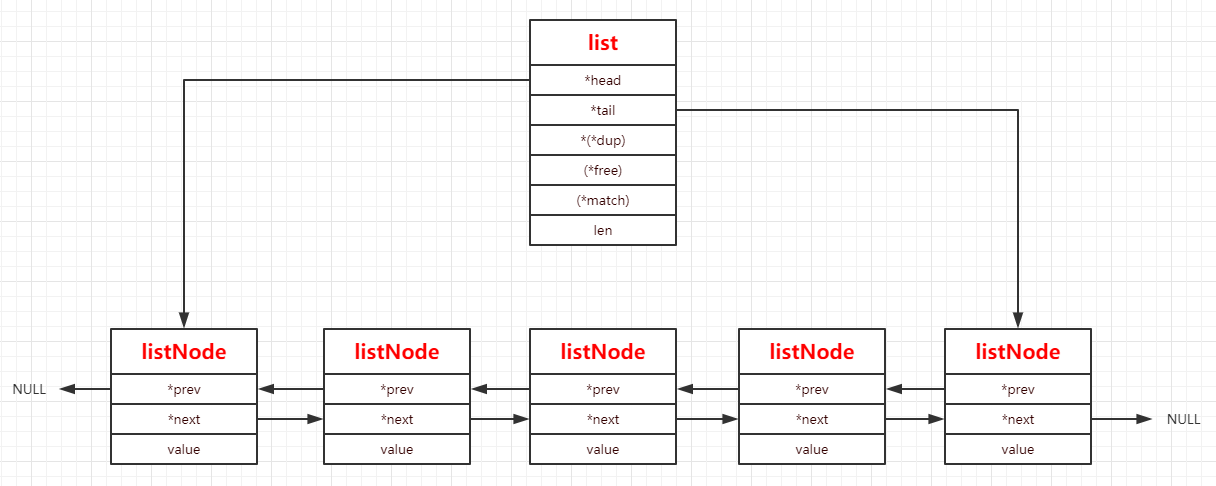 list
*head
*tail
*(*dup)
(*free)
(*match)
len
listNode listNode listNode listNode listNode
NULL *prev *prev *prev *prev *prev
*next *next *next *next *next NULL
value value value value value